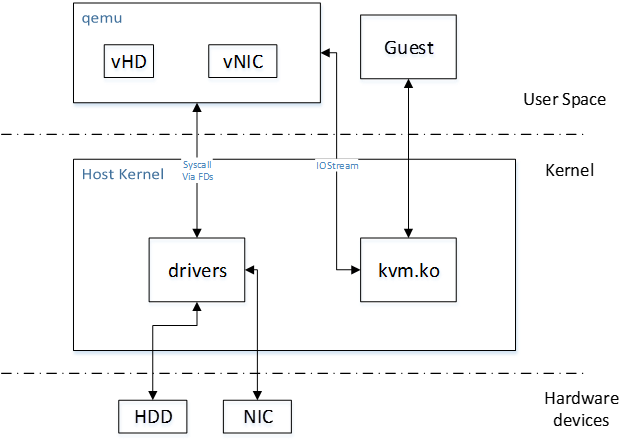 qemu
vHD
vNIC
Guest
User Space
Host Kernel
Syscall
Via FDs
IOStream
Kernel
drivers
kvm.ko
HDD
NIC
Hardware
devices